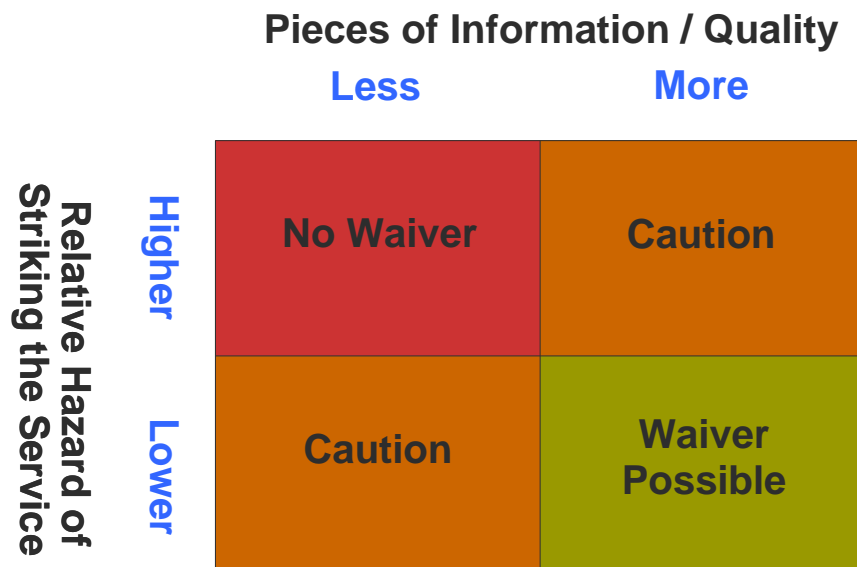 Pieces of Information / Quality
Less
More
Relative Hazard of
Striking the Service
Higher
No Waiver
Caution
Lower
Caution
Waiver
Possible